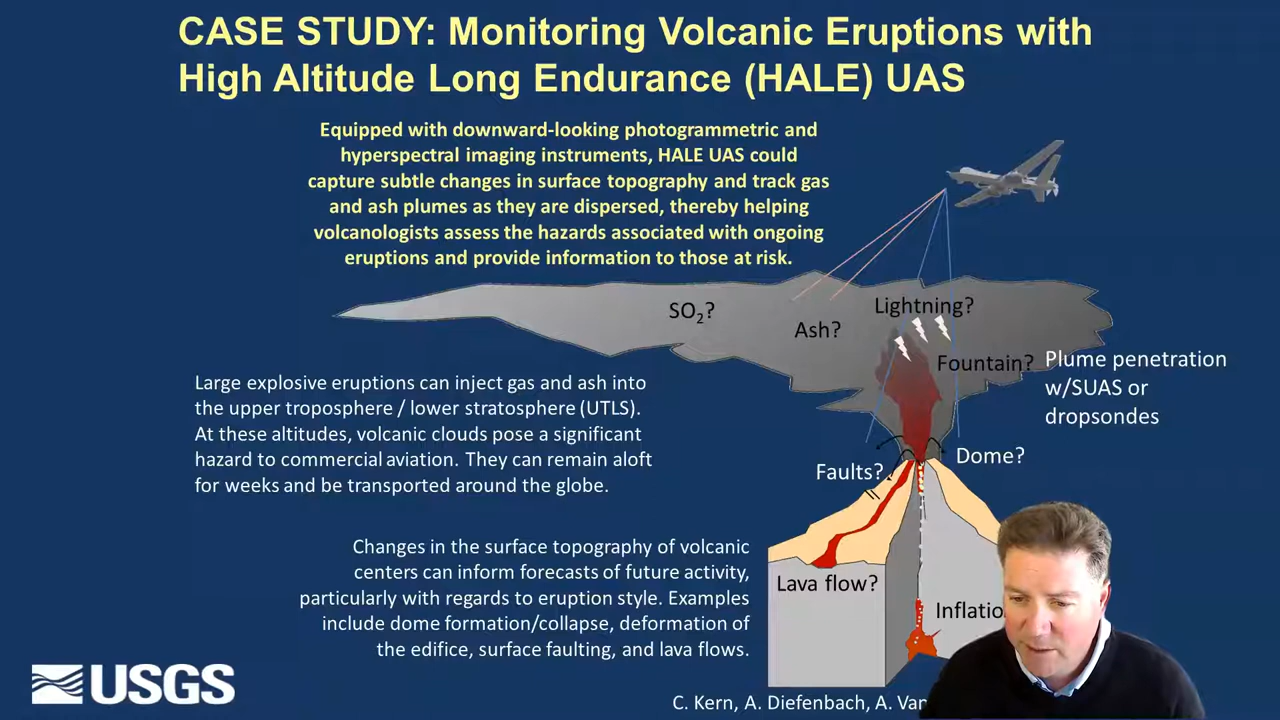 CASE STUDY: Monitoring Volcanic Eruptions with
High Altitude Long Endurance (HALE) UAS
Equipped with downward-looking photogrammetric and
hyperspectral imaging instruments, HALE UAS could
capture subtle changes in surface topography and track gas
and ash plumes as they are dispersed, thereby helping
volcanologists assess the hazards associated with ongoing
eruptions and provide information to those at risk.
SO₂?
Ash?
Lightning?
Fountain?
Plume penetration
w/SUAS or
dropsondes
Large explosive eruptions can inject gas and ash into
the upper troposphere / lower stratosphere (UTLS).
At these altitudes, volcanic clouds pose a significant
hazard to commercial aviation. They can remain aloft
for weeks and be transported around the globe.
Faults?
Dome?
Changes in the surface topography of volcanic
centers can inform forecasts of future activity,
particularly with regards to eruption style. Examples
include dome formation/collapse, deformation of
the edifice, surface faulting, and lava flows.
Lava flow?
USGS
C. Kern, A. Diefenbach, A.